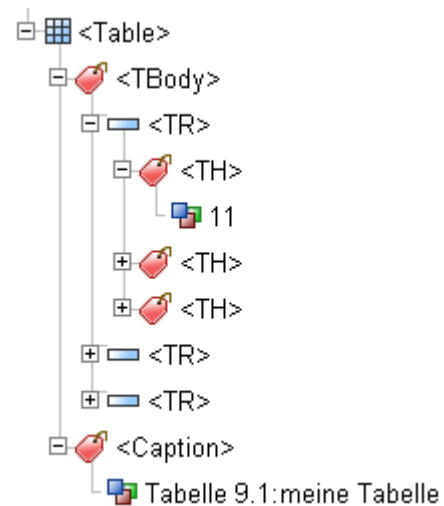 <Table>
<TBody>
<TR>
<TH>
11
<TH>
<TH>
<TR>
<TR>
<Caption>
Tabelle 9.1:meine Tabelle